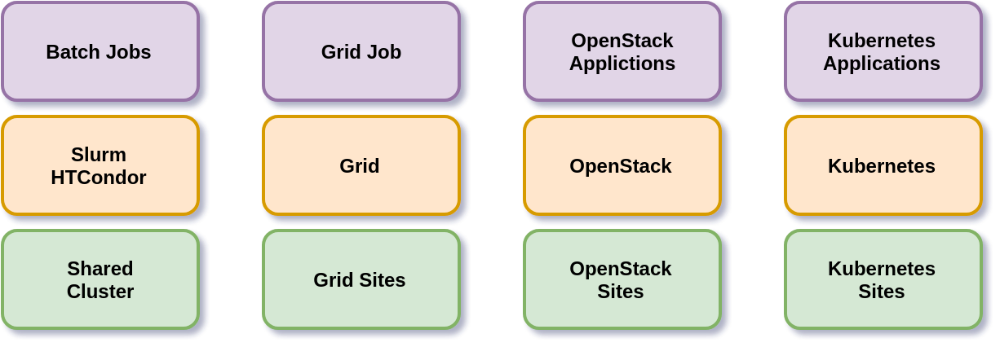 Batch Jobs
Grid Job
OpenStack
Applictions
Kubernetes
Applications
Slurm
HTCondor
Grid
OpenStack
Kubernetes
Shared
Cluster
Grid Sites
OpenStack
Sites
Kubernetes
Sites